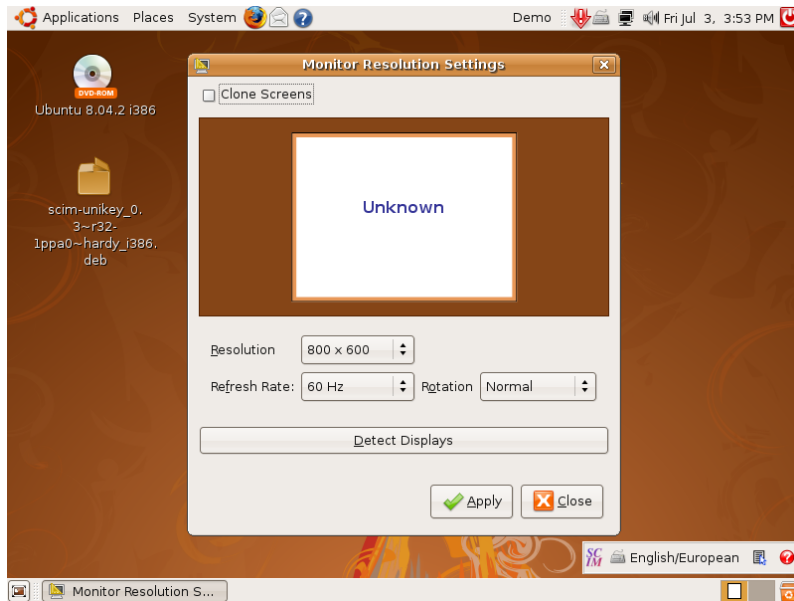 Applications Places System
Demo
Fri Jul 3, 3:53 PM
DVD-ROM
Ubuntu 8.04.2 i386
scim-unikey_0.
3~r32-
1ppa0~hardy_i386.
deb
Monitor Resolution Settings
Clone Screens
Unknown
Resolution 800 x 600
Refresh Rate: 60 Hz Rotation Normal
Detect Displays
Apply Close
SC
IM
English/European
Monitor Resolution S...